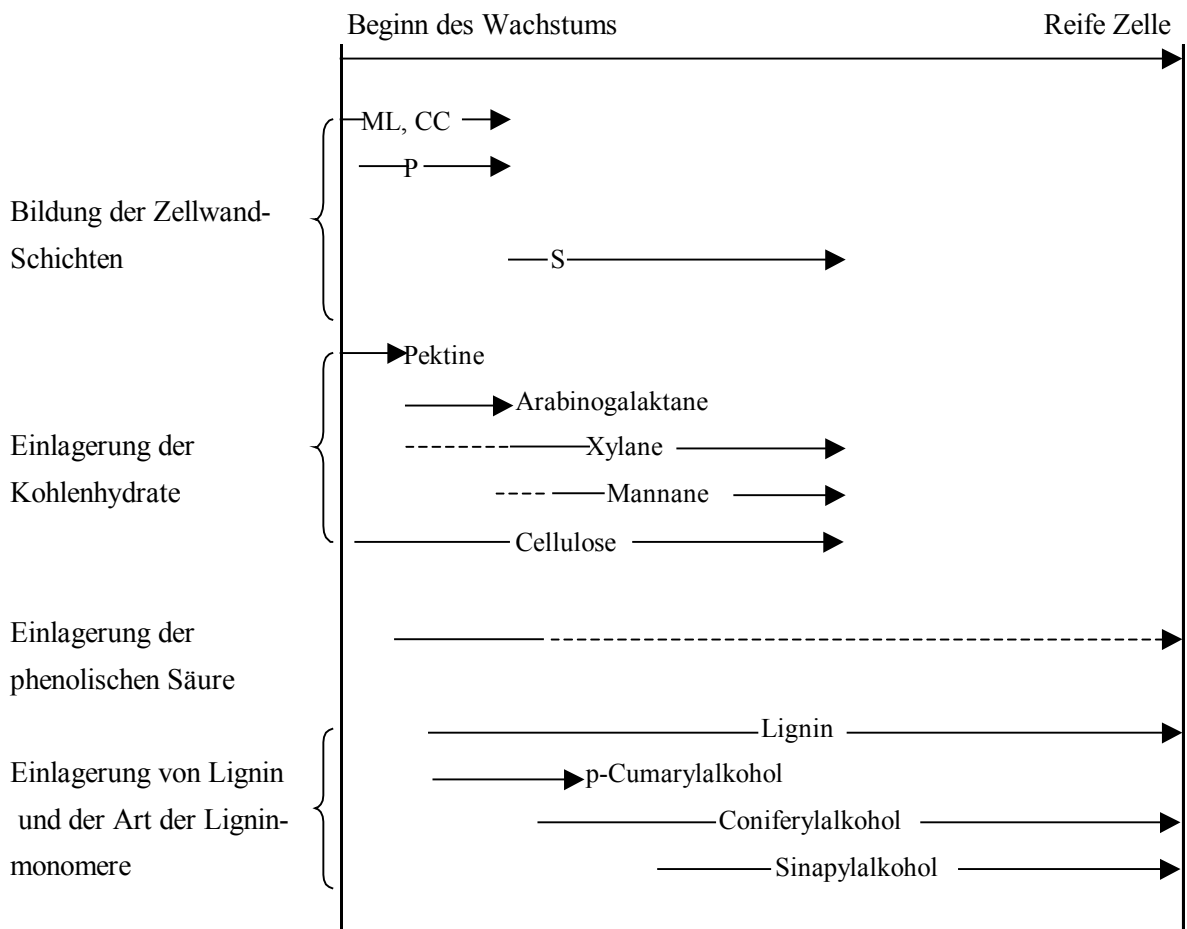 Beginn des Wachstums
Reife Zelle
ML, CC
P
Bildung der Zellwand-
Schichten
S
Pektine
Arabinogalaktane
Einlagerung der
Kohlenhydrate
Xylane
Mannane
Cellulose
Einlagerung der
phenolischen Säure
Lignin
Einlagerung von Lignin
und der Art der Lignin-
monomere
p-Cumarylalkohol
Coniferylalkohol
Sinapylalkohol